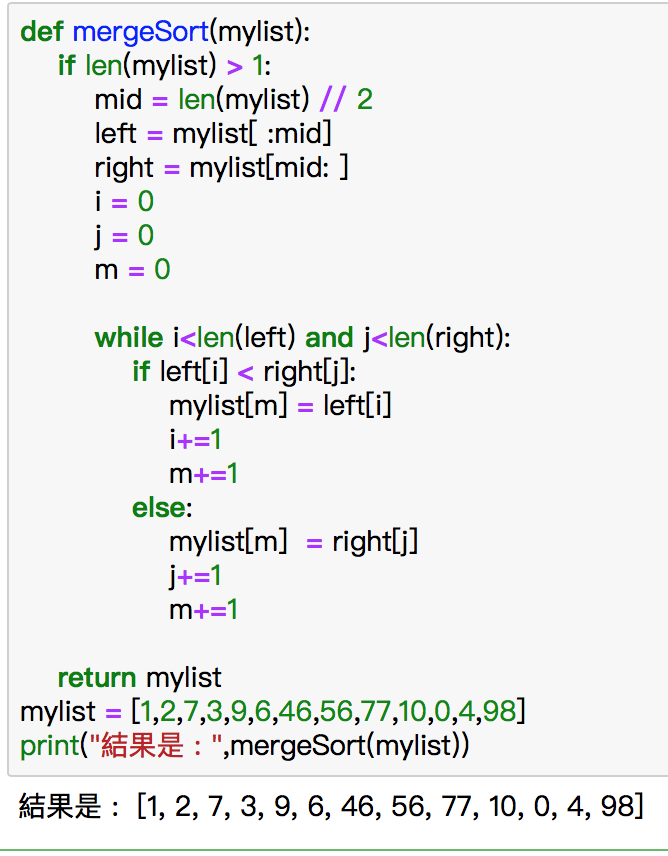 def mergeSort(mylist):
    if len(mylist) > 1:
        mid = len(mylist) // 2
        left = mylist[ :mid]
        right = mylist[mid: ]
        i = 0
        j = 0
        m = 0

        while i<len(left) and j<len(right):
            if left[i] < right[j]:
                mylist[m] = left[i]
                i+=1
                m+=1
            else:
                mylist[m]  = right[j]
                j+=1
                m+=1

    return mylist
mylist = [1,2,7,3,9,6,46,56,77,10,0,4,98]
print("結果是：",mergeSort(mylist))
結果是： [1, 2, 7, 3, 9, 6, 46, 56, 77, 10, 0, 4, 98]